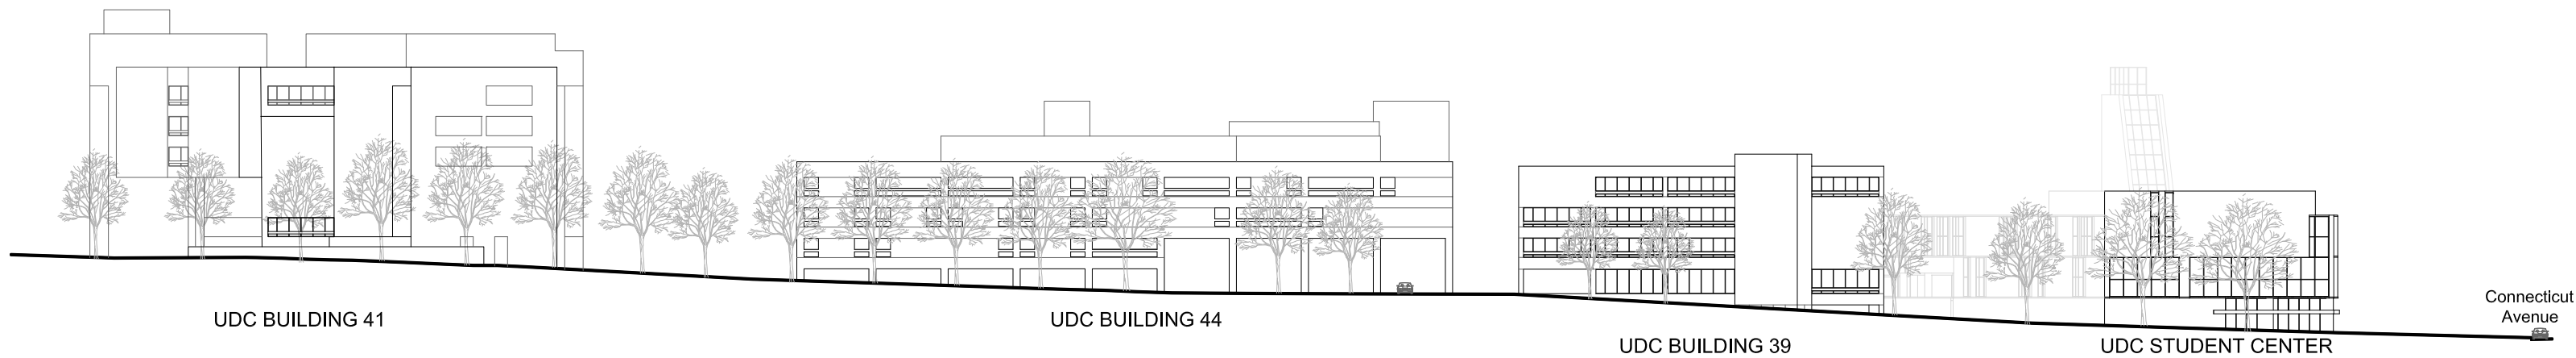 UDC BUILDING 41
UDC BUILDING 44
UDC BUILDING 39
UDC STUDENT CENTER
Connecticut
Avenue